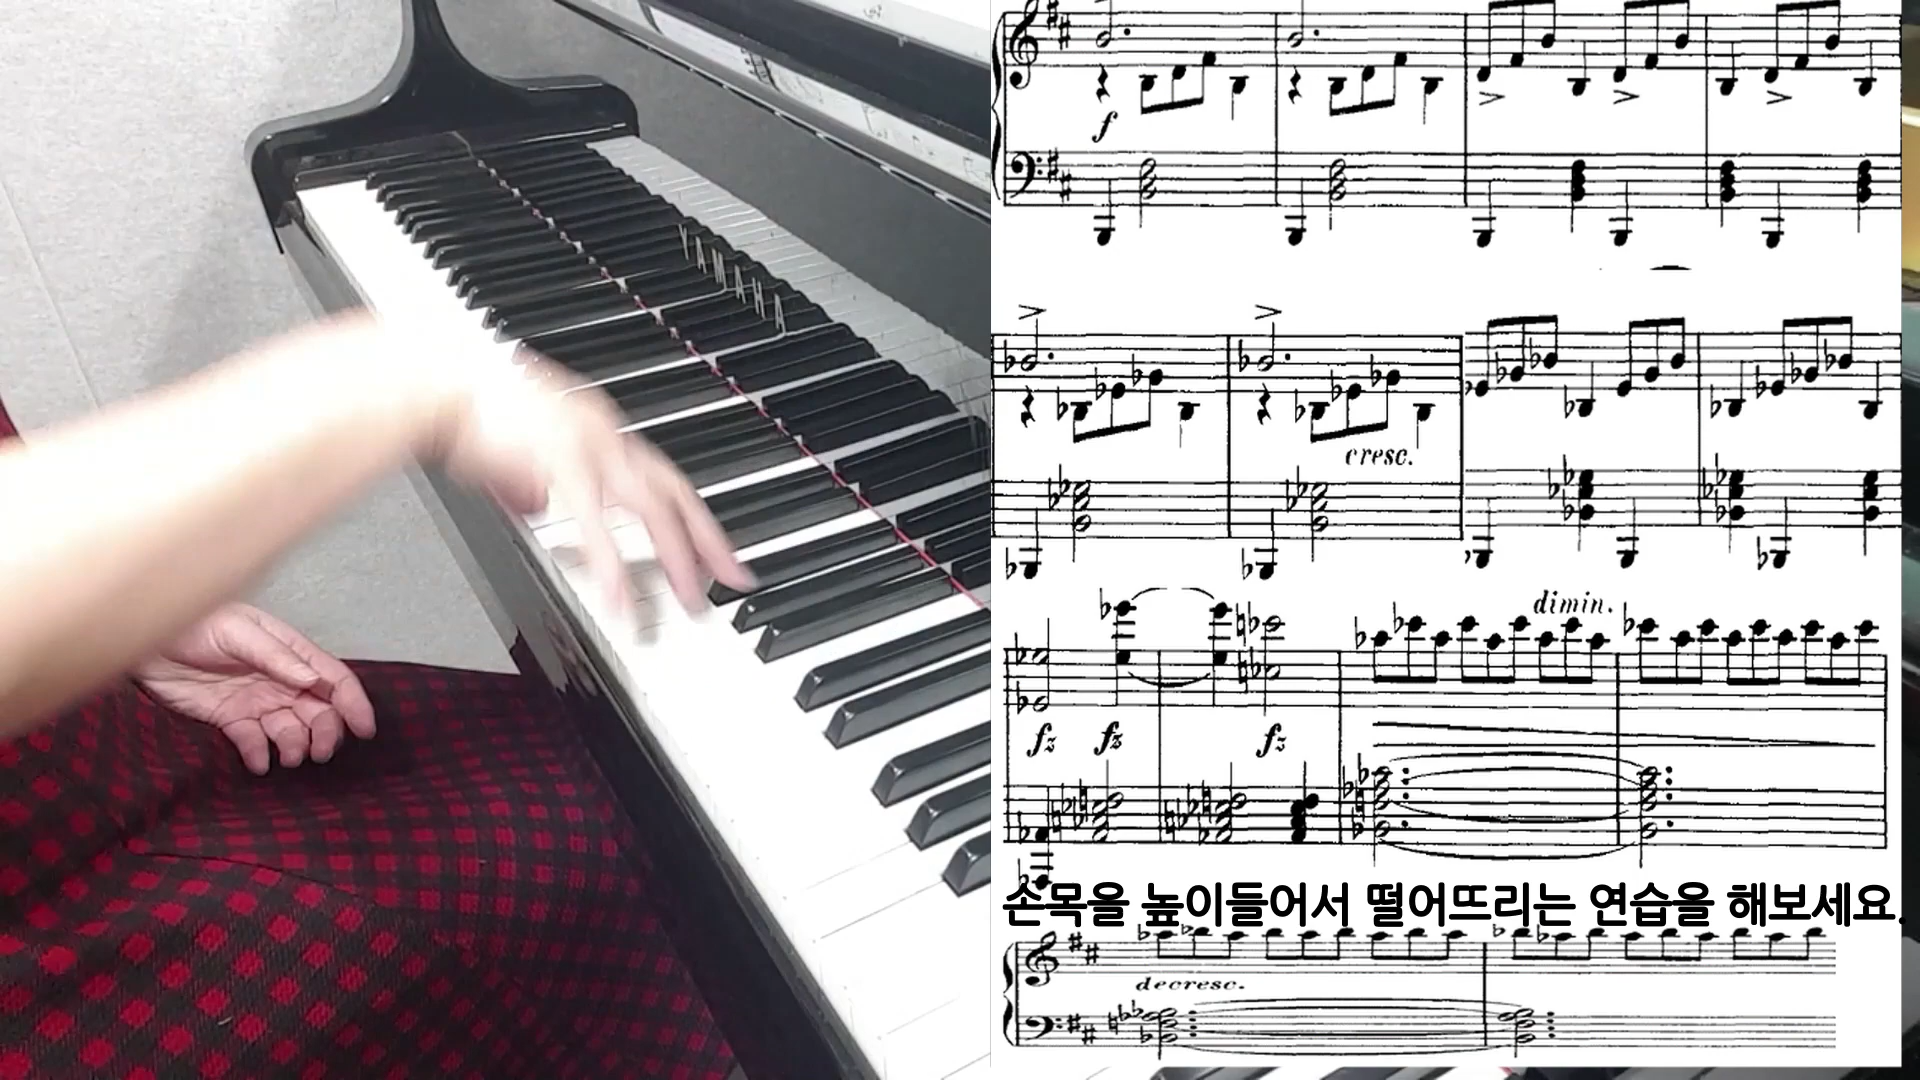 YAMAHA
f
cresc.
dimin.
fz fz fz
손목을 높이들어서 떨어뜨리는 연습을 해보세요.
decresc.